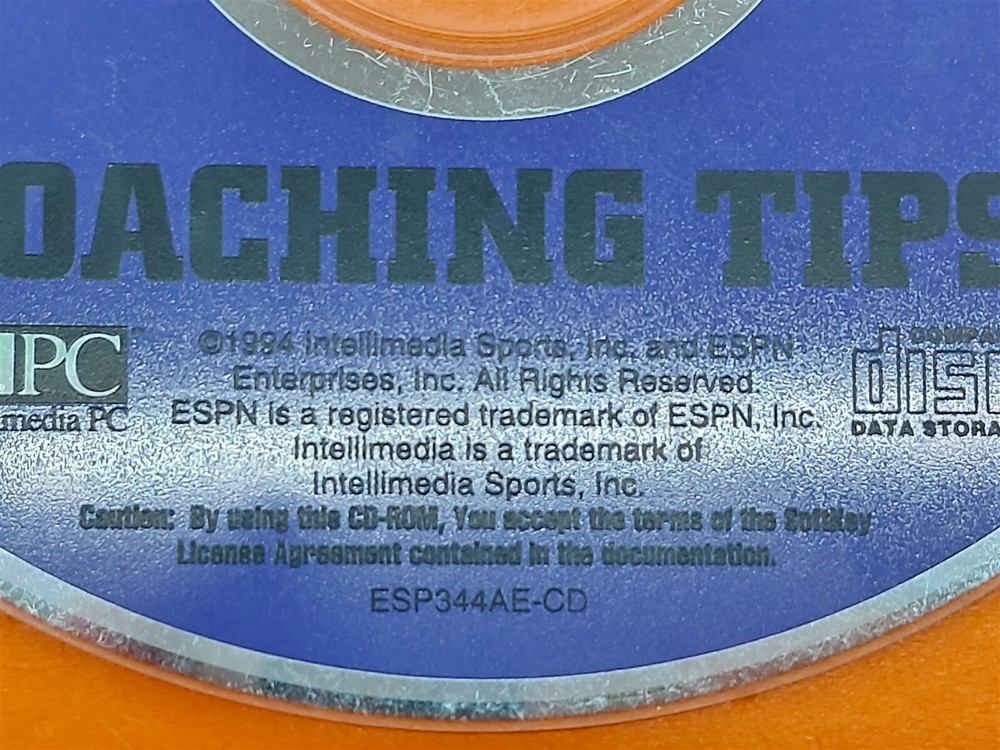 OACHING TIPS
MPC™
media PC
©1994 Intellimedia Sports, Inc. and ESPN
Enterprises, Inc. All Rights Reserved.
ESPN is a registered trademark of ESPN, Inc.
Intellimedia is a trademark of
Intellimedia Sports, Inc.
COMPA
disc
DATA STORA
Caution: By using this CD-ROM, You accept the terms of the SoftKey
License Agreement contained in the documentation.
ESP344AE-CD